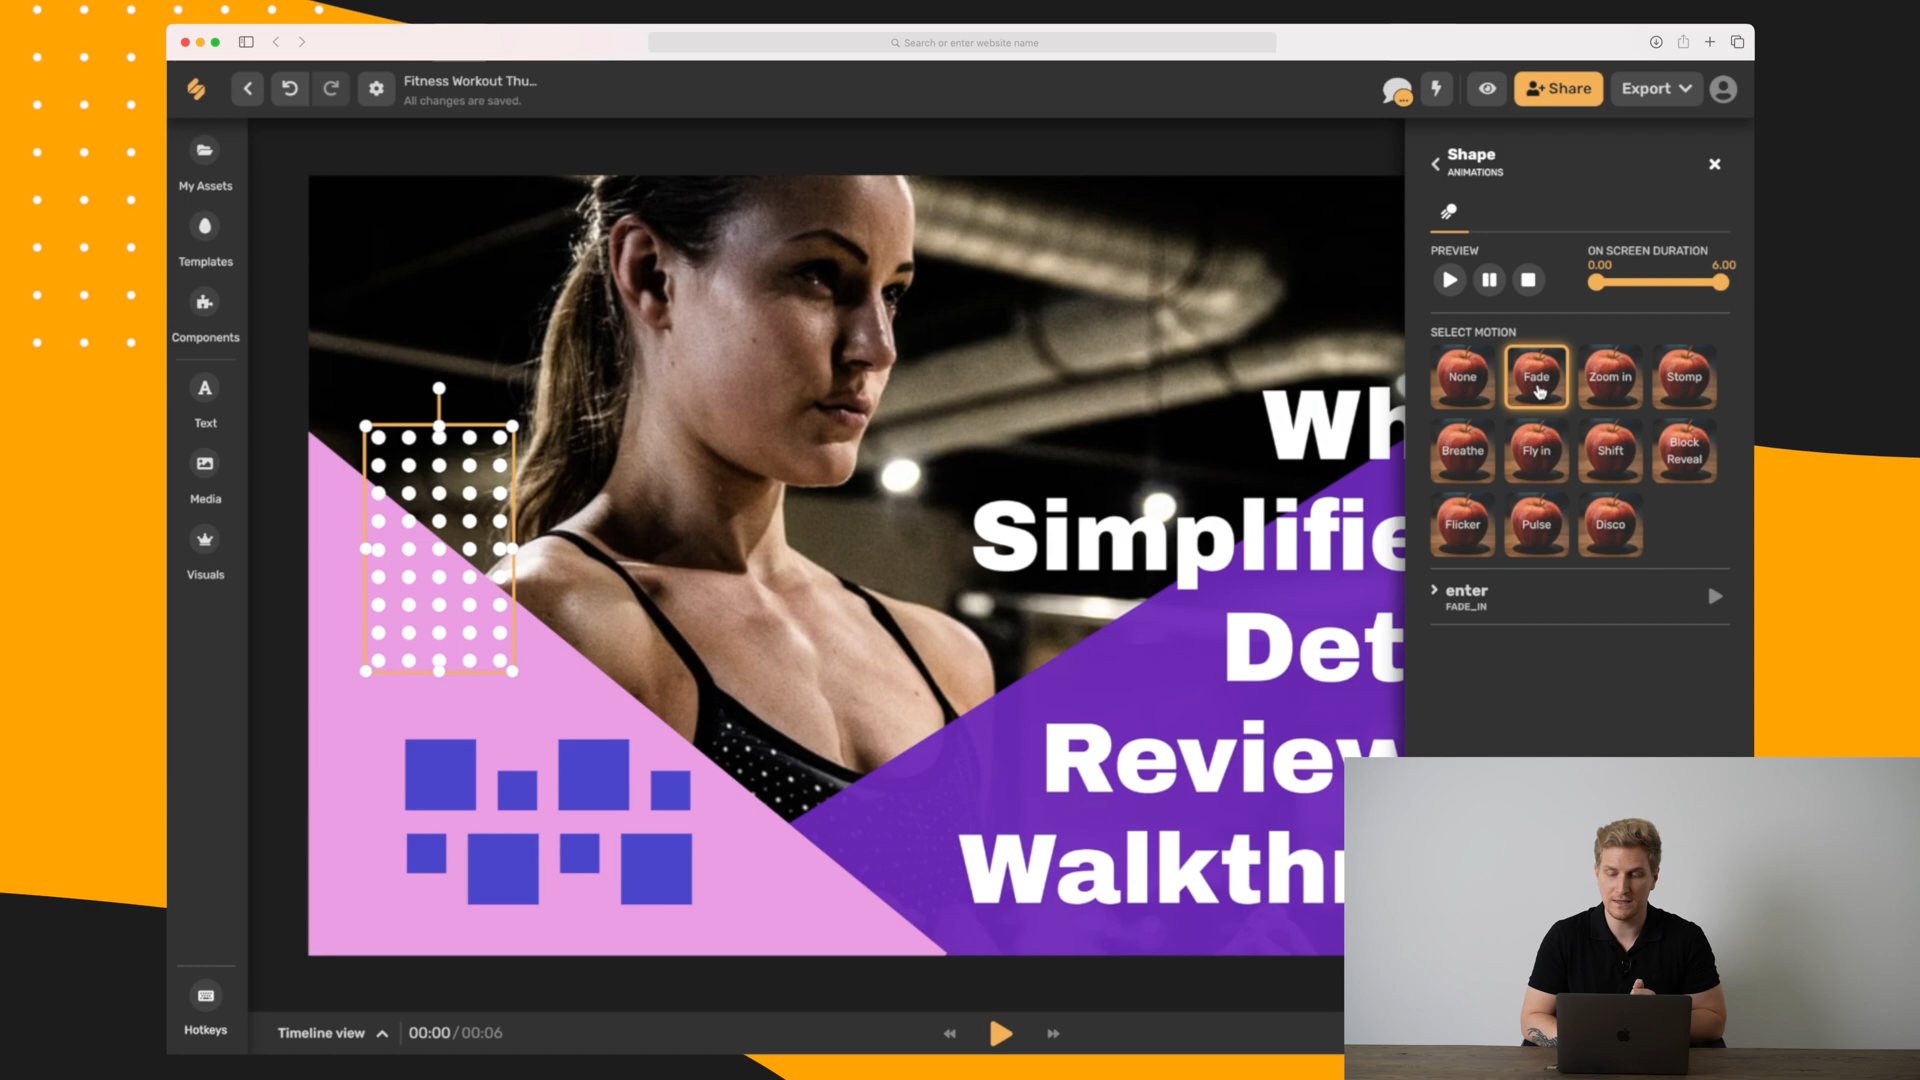 Search or enter website name
Fitness Workout Thu...
All changes are saved.
Share
Export
My Assets
Templates
Components
Text
Media
Visuals
Hotkeys
Wh
Simplifie
Det
Review
Walkthr
Shape
ANIMATIONS
PREVIEW
ON SCREEN DURATION
0.00
6.00
SELECT MOTION
None
Fade
Zoom in
Stomp
Breathe
Fly in
Shift
Block
Reveal
Flicker
Pulse
Disco
enter
FADE_IN
Timeline view
00:00 / 00:06